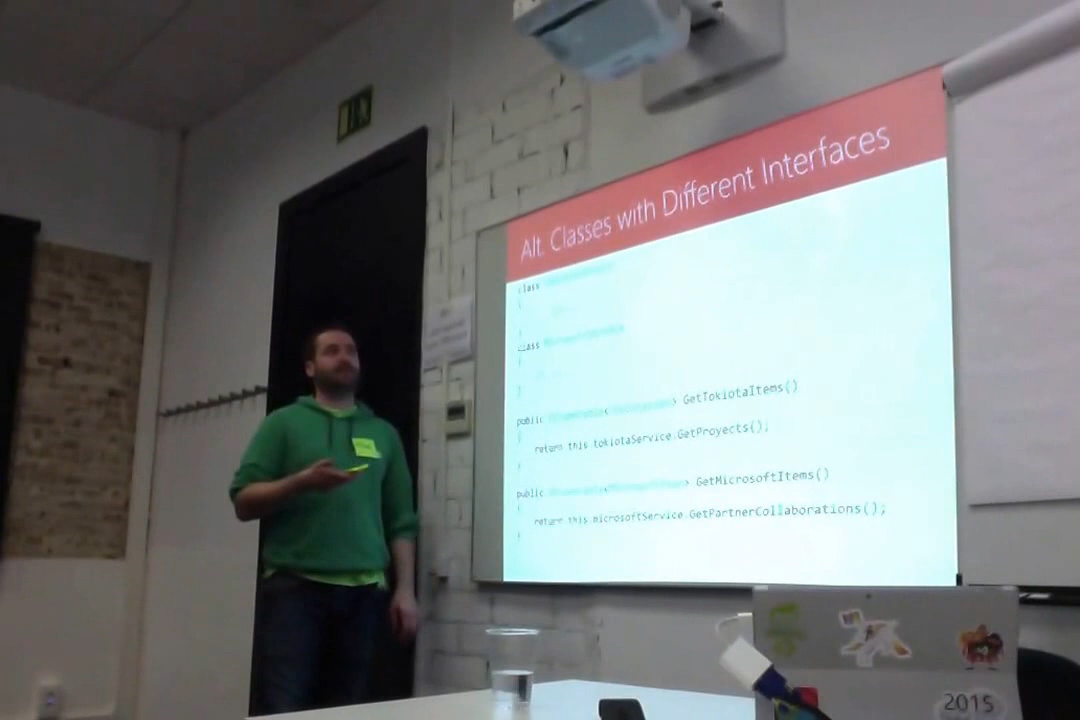 Alt. Classes with Different Interfaces
class
{
}
class
{
}
public > GetTokiotaItems()
{
return this.tokiotaService.GetProyects();
}
public > GetMicrosoftItems()
{
return this.microsoftService.GetPartnerCollaborations();
}
2015